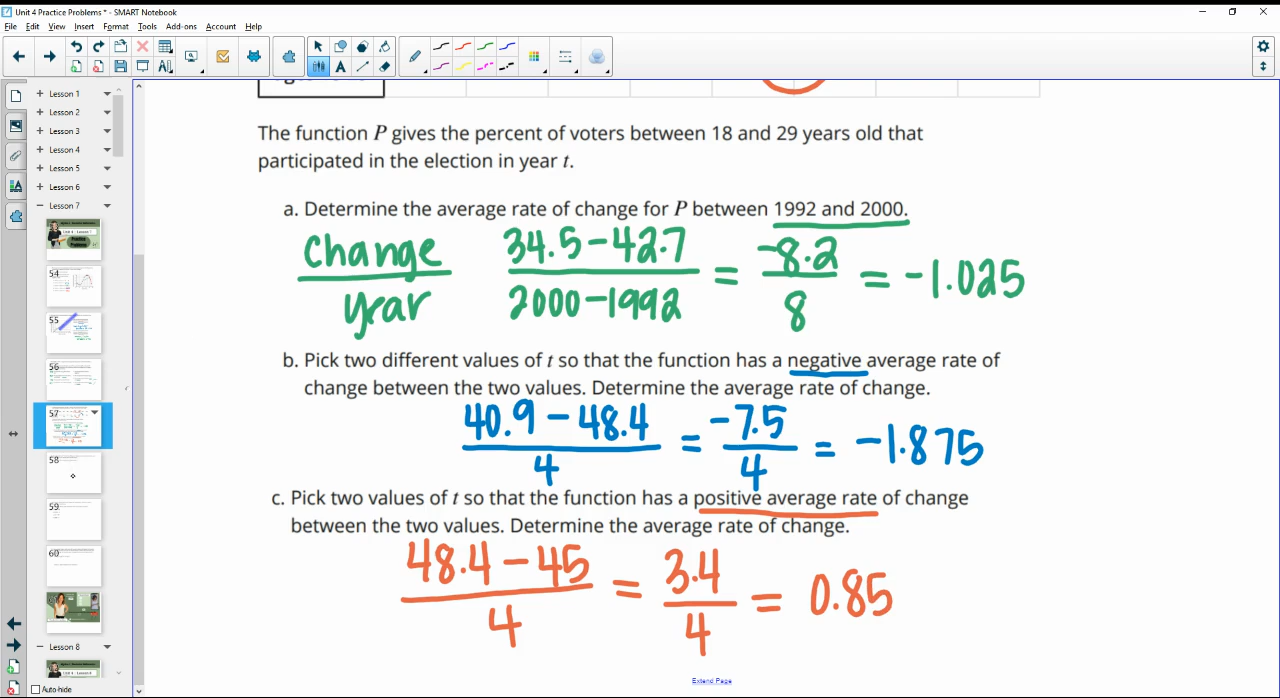 Unit 4 Practice Problems * - SMART Notebook
File Edit View Insert Format Tools Add-ons Account Help
Lesson 1
Lesson 2
Lesson 3
Lesson 4
Lesson 5
Lesson 6
Lesson 7
Practice
Problems
54
55
56
57
58
59
60
Lesson 8
Auto-hide
The function P gives the percent of voters between 18 and 29 years old that
participated in the election in year t.
a. Determine the average rate of change for P between 1992 and 2000.
change / year 34.5-42.7 / 2000-1992 = -8.2 / 8 = -1.025
b. Pick two different values of t so that the function has a negative average rate of
change between the two values. Determine the average rate of change.
40.9-48.4 / 4 = -7.5 / 4 = -1.875
c. Pick two values of t so that the function has a positive average rate of change
between the two values. Determine the average rate of change.
48.4-45 / 4 = 3.4 / 4 = 0.85
Extend Page